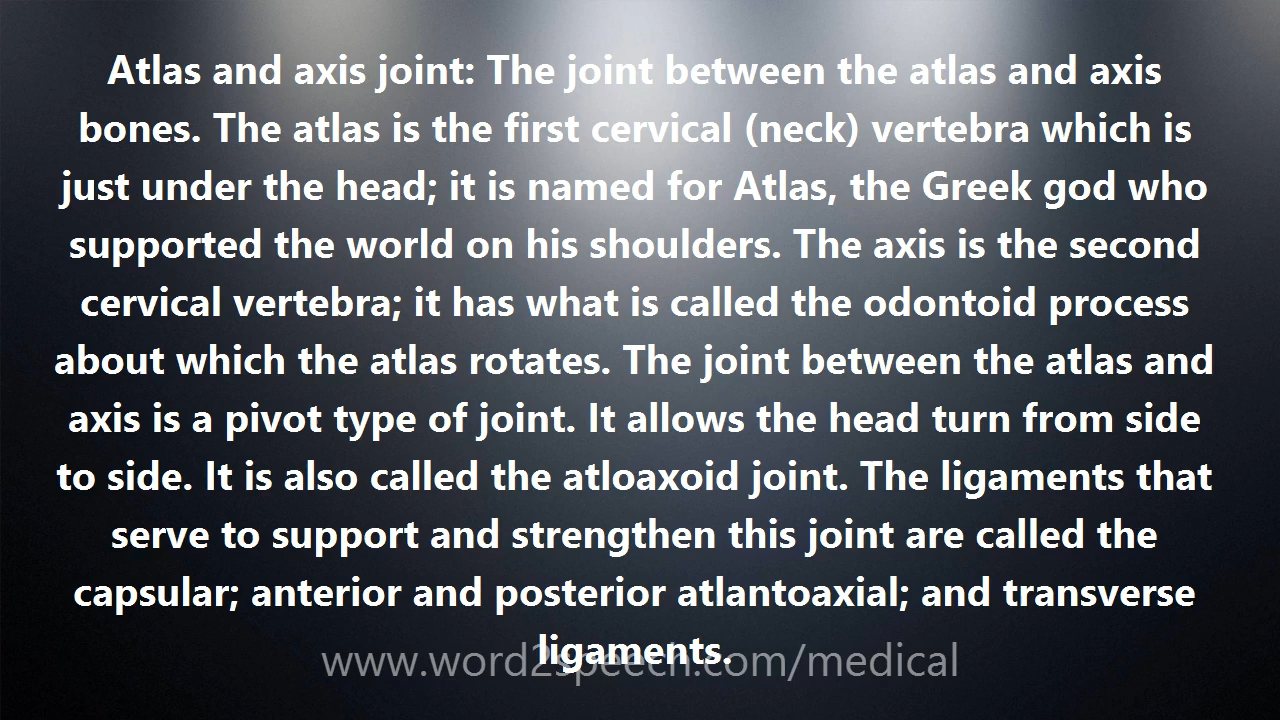 Atlas and axis joint: The joint between the atlas and axis
bones. The atlas is the first cervical (neck) vertebra which is
just under the head; it is named for Atlas, the Greek god who
supported the world on his shoulders. The axis is the second
cervical vertebra; it has what is called the odontoid process
about which the atlas rotates. The joint between the atlas and
axis is a pivot type of joint. It allows the head turn from side
to side. It is also called the atloaxoid joint. The ligaments that
serve to support and strengthen this joint are called the
capsular; anterior and posterior atlantoaxial; and transverse
ligaments.
www.word2speech.com/medical